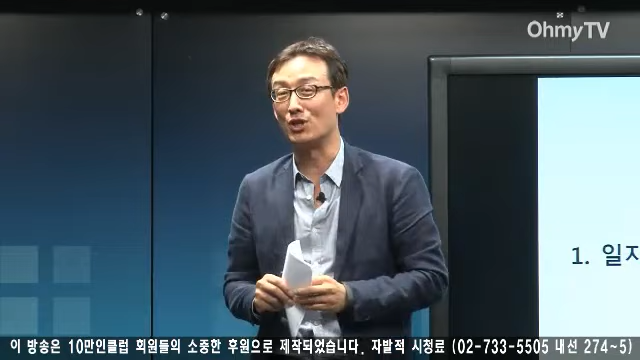 OhmyTV
1. 일
이 방송은 10만인클럽 회원들의 소중한 후원으로 제작되었습니다. 자발적 시청료 (02-733-5505 내선 274~5)